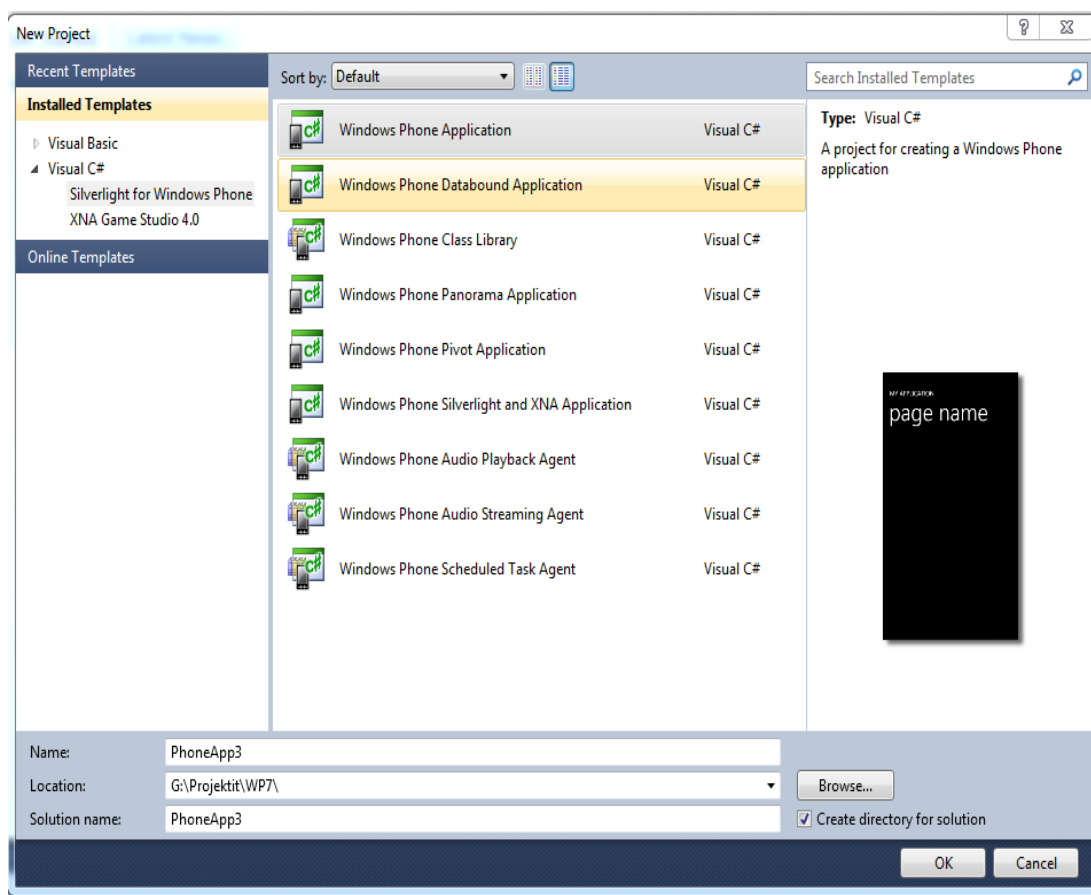 New Project
Recent Templates
Installed Templates
Visual Basic
Visual C#
Silverlight for Windows Phone
XNA Game Studio 4.0
Online Templates
Sort by: Default
Windows Phone Application Visual C#
Windows Phone Databound Application Visual C#
Windows Phone Class Library Visual C#
Windows Phone Panorama Application Visual C#
Windows Phone Pivot Application Visual C#
Windows Phone Silverlight and XNA Application Visual C#
Windows Phone Audio Playback Agent Visual C#
Windows Phone Audio Streaming Agent Visual C#
Windows Phone Scheduled Task Agent Visual C#
Search Installed Templates
Type: Visual C#
A project for creating a Windows Phone
application
MY APPLICATION
page name
Name: PhoneApp3
Location: G:\Projektit\WP7\
Browse...
Solution name: PhoneApp3
Create directory for solution
OK Cancel